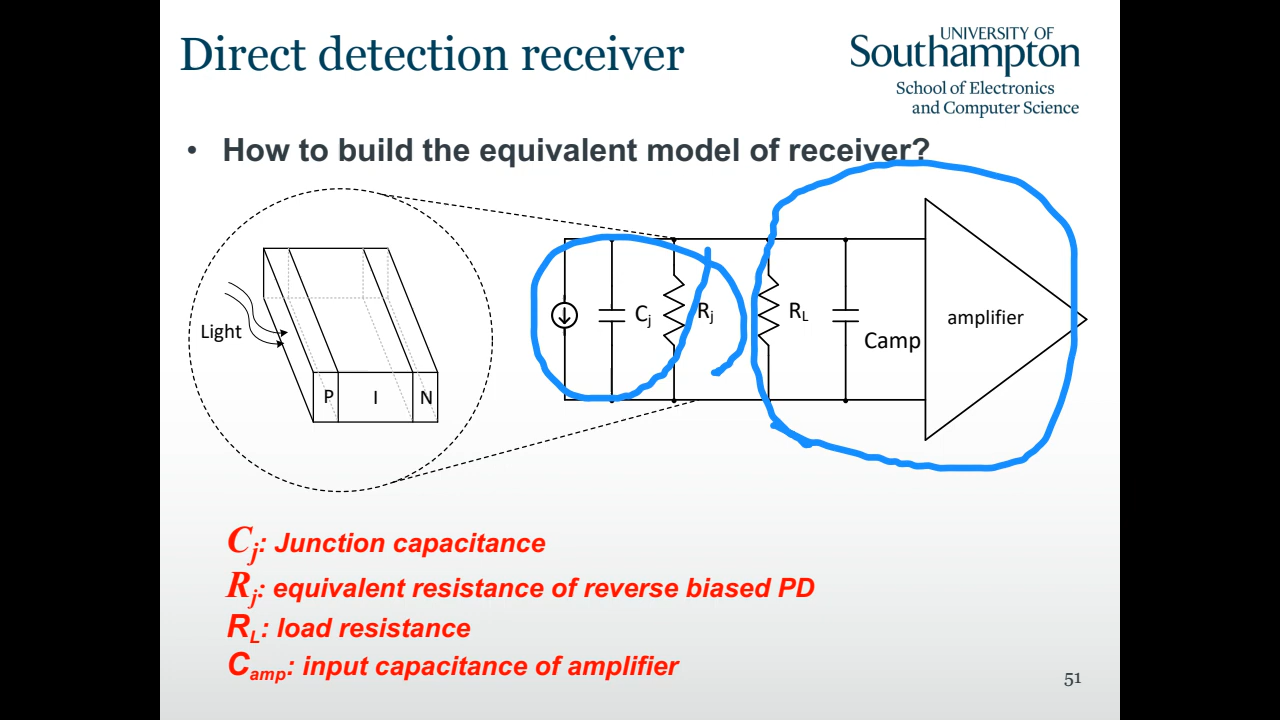 Direct detection receiver
UNIVERSITY OF
Southampton
School of Electronics
and Computer Science
• How to build the equivalent model of receiver?
Light
P I N
Cj
Rj
RL
Camp
amplifier
Cj: Junction capacitance
Rj: equivalent resistance of reverse biased PD
RL: load resistance
Camp: input capacitance of amplifier
51